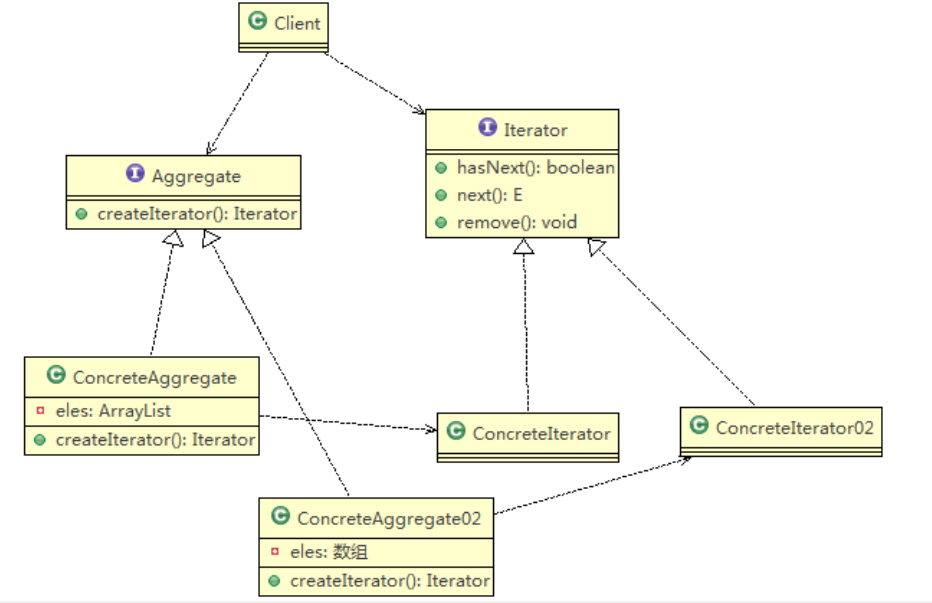 C Client
I Iterator
hasNext(): boolean
next(): E
remove(): void
I Aggregate
createIterator(): Iterator
C ConcreteAggregate
eles: ArrayList
createIterator(): Iterator
C ConcreteIterator
C ConcreteIterator02
C ConcreteAggregate02
eles: 数组
createIterator(): Iterator